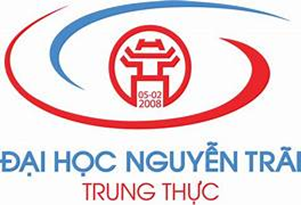 05-02
2008
ĐẠI HỌC NGUYỄN TRÃI
TRUNG THỰC